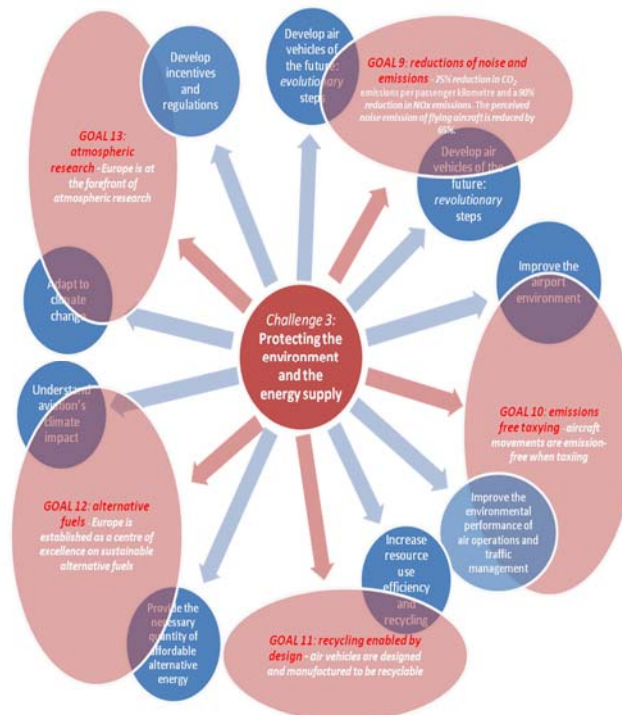 Develop air
vehicles of
the future:
evolutionary
steps
GOAL 9: reductions of noise and
emissions - 75% reduction in CO2
emissions per passenger kilometre and a 90%
reduction in NOx emissions. The perceived
noise emission of flying aircraft is reduced by
65%.
Develop air
vehicles of the
future:
revolutionary
steps
Improve the
airport
environment
GOAL 10: emissions
free taxying - aircraft
movements are emission-
free when taxiing
Improve the
environmental
performance of
air operations and
traffic
management
Increase
resource
use
efficiency
and
recycling
GOAL 11: recycling enabled by
design - air vehicles are designed
and manufactured to be recyclable
Provide the
necessary
quantity of
affordable
alternative
energy
GOAL 12: alternative
fuels - Europe is
established as a centre of
excellence on sustainable
alternative fuels
Understand
aviation's
climate
impact
Adapt to
climate
change
GOAL 13:
atmospheric
research - Europe is at
the forefront of
atmospheric research
Develop
incentives
and
regulations
Challenge 3:
Protecting the
environment
and the
energy supply